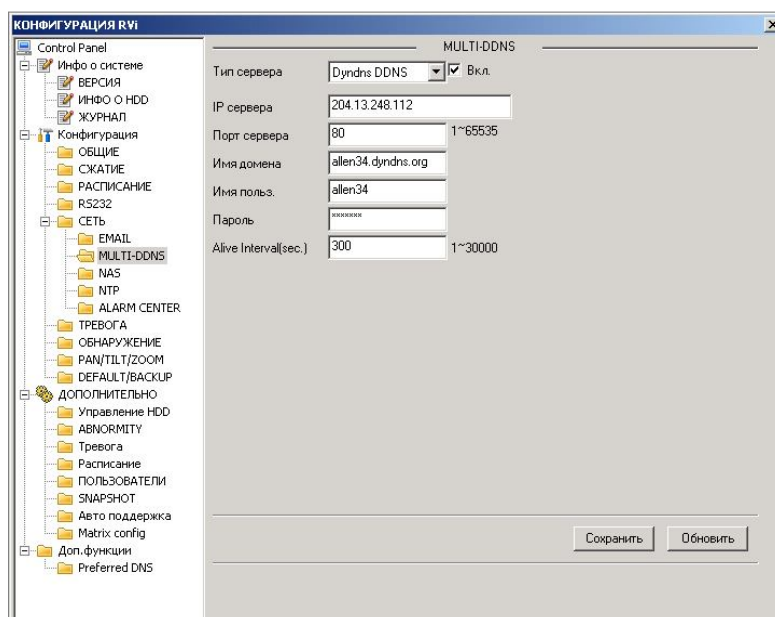 КОНФИГУРАЦИЯ RVi
Control Panel
Инфо о системе
ВЕРСИЯ
ИНФО О HDD
ЖУРНАЛ
Конфигурация
ОБЩИЕ
СЖАТИЕ
РАСПИСАНИЕ
RS232
СЕТЬ
EMAIL
MULTI-DDNS
NAS
NTP
ALARM CENTER
ТРЕВОГА
ОБНАРУЖЕНИЕ
PAN/TILT/ZOOM
DEFAULT/BACKUP
ДОПОЛНИТЕЛЬНО
Управление HDD
ABNORMITY
Тревога
Расписание
ПОЛЬЗОВАТЕЛИ
SNAPSHOT
Авто поддержка
Matrix config
Доп.функции
Preferred DNS
MULTI-DDNS
Тип сервера Dyndns DDNS Вкл.
IP сервера 204.13.248.112
Порт сервера 80 1~65535
Имя домена allen34.dyndns.org
Имя польз. allen34
Пароль *******
Alive Interval(sec.) 300 1~30000
Сохранить Обновить